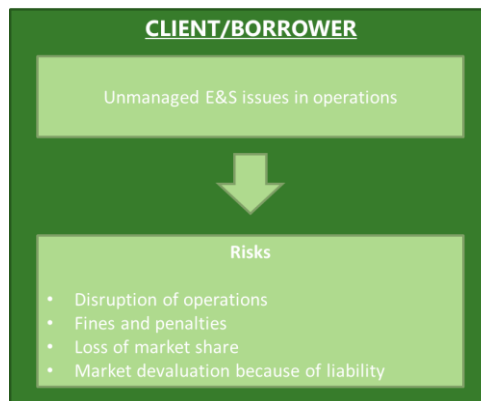 CLIENT/BORROWER
Unmanaged E&S issues in operations
Risks
• Disruption of operations
• Fines and penalties
• Loss of market share
• Market devaluation because of liability